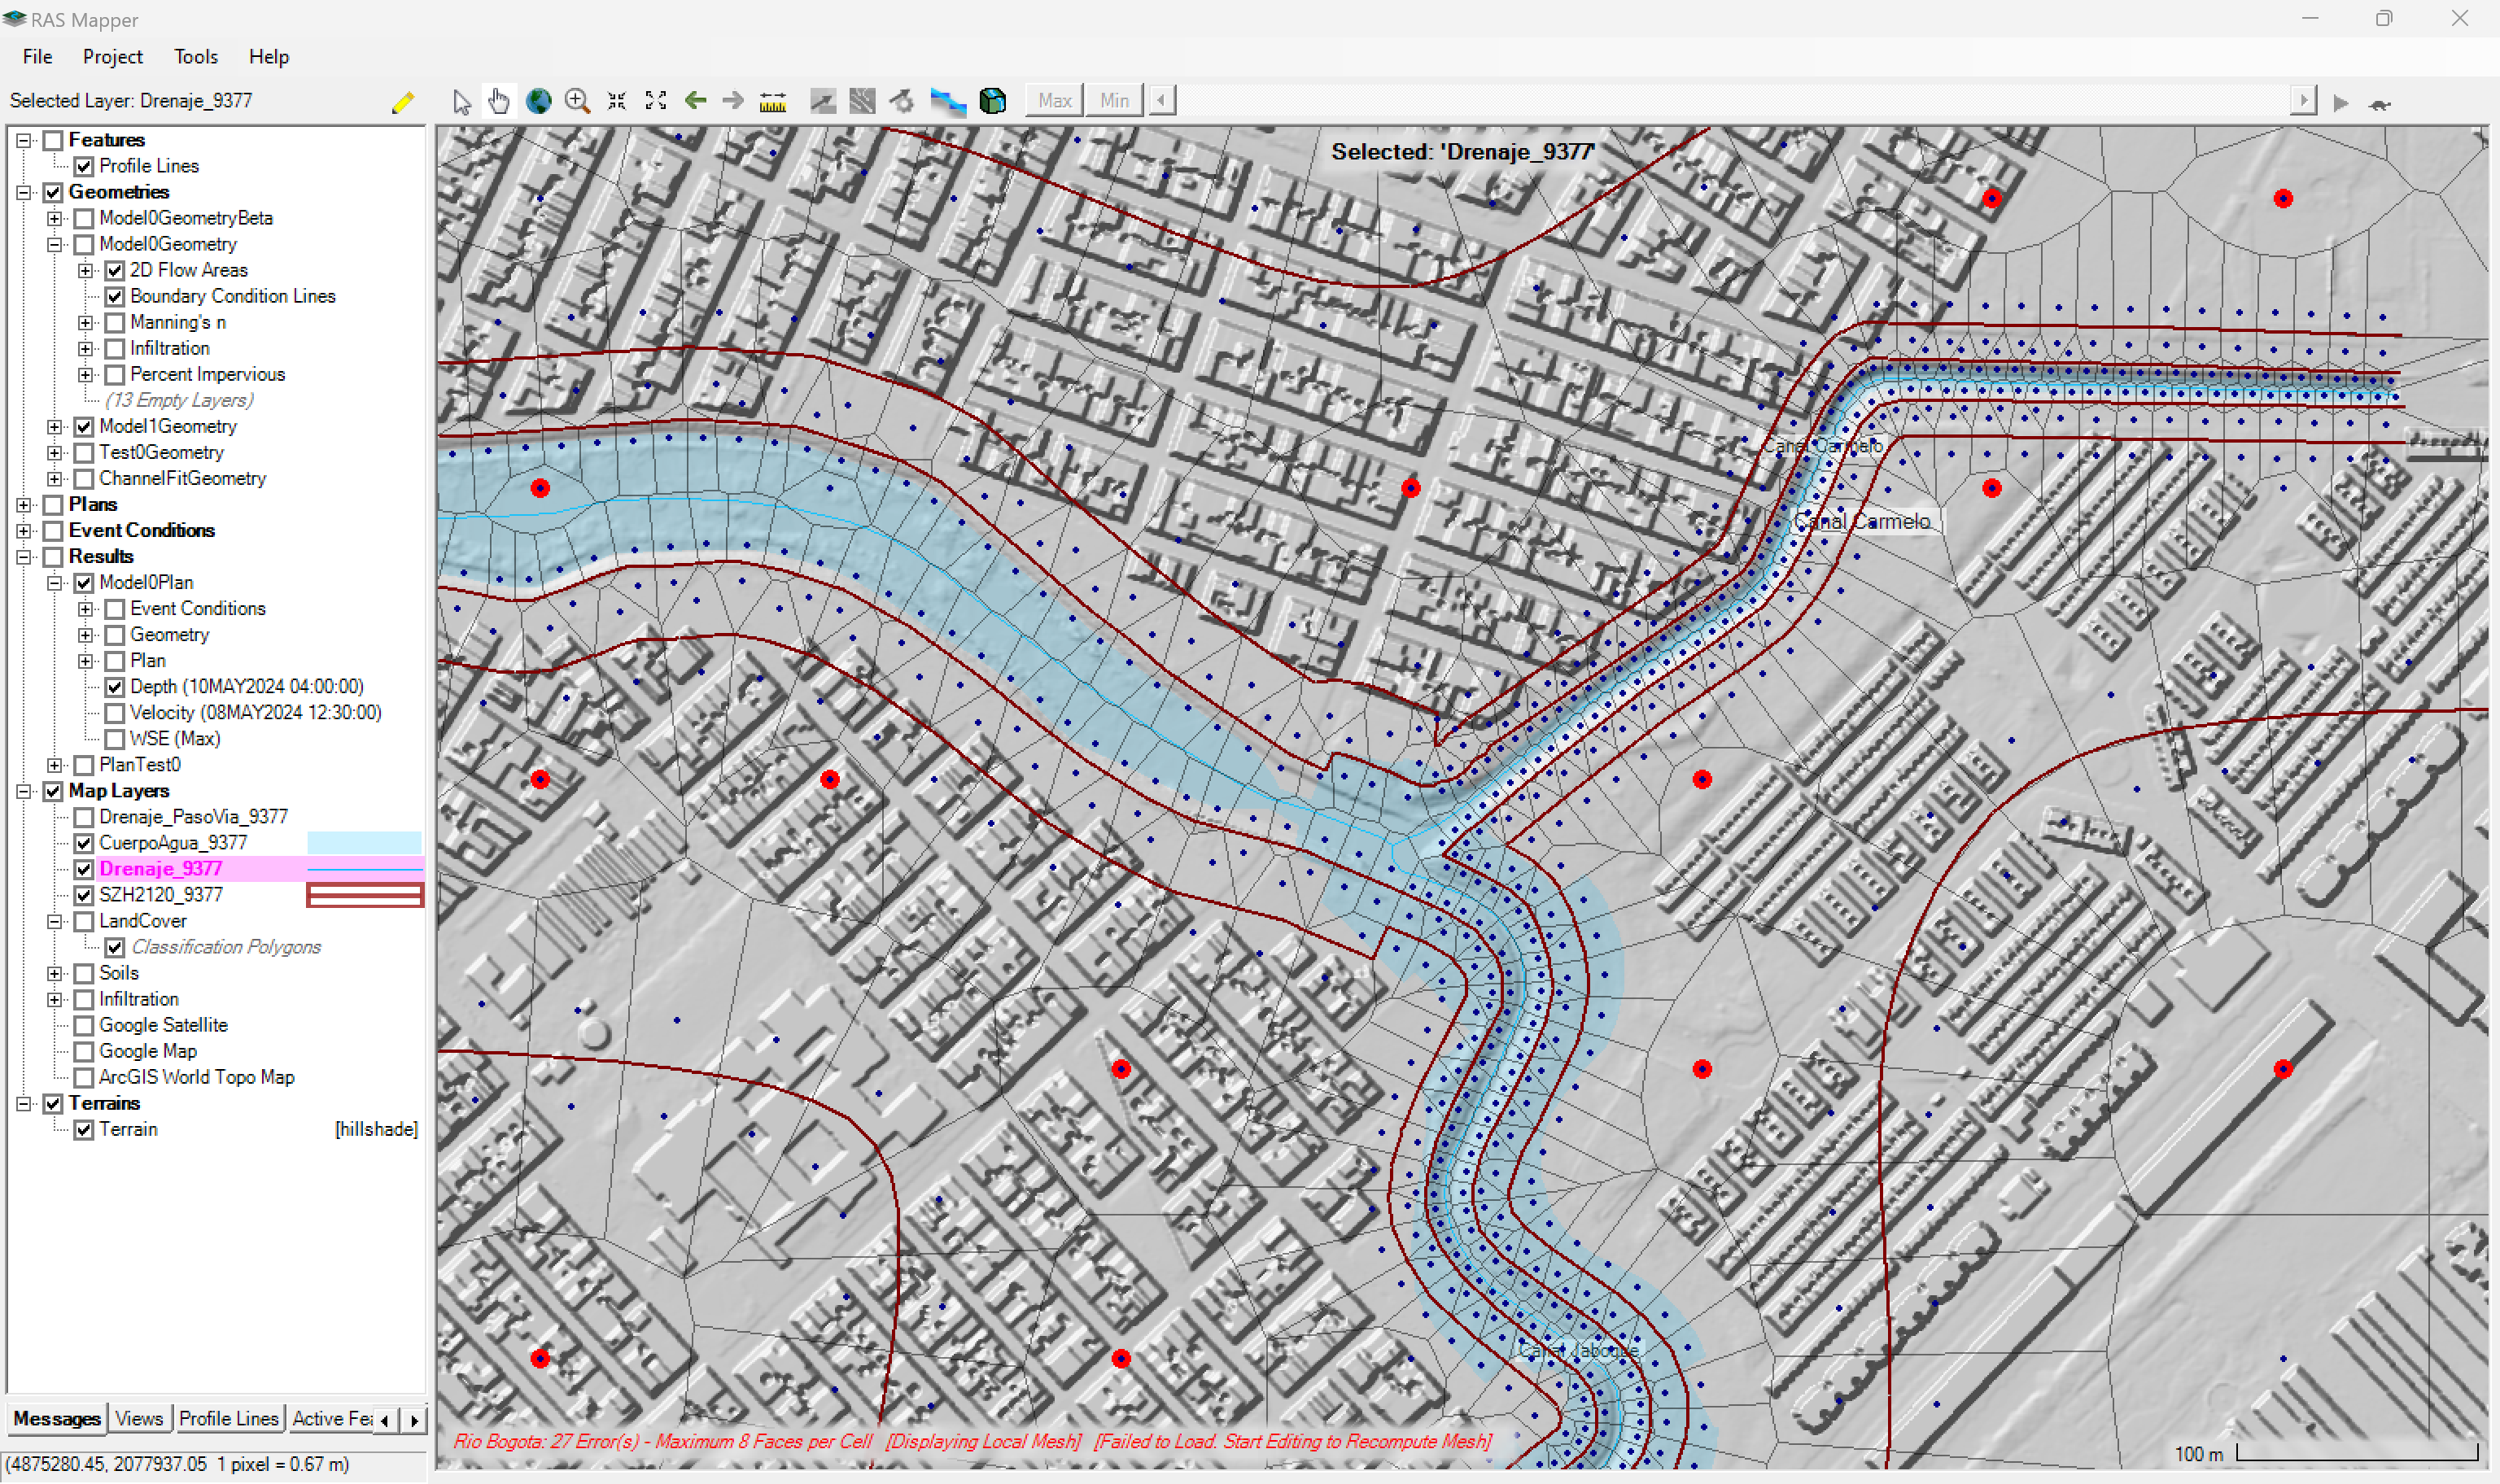 RAS Mapper
File Project Tools Help
Selected Layer: Drenaje_9377
Max Min
Features
Profile Lines
Geometries
Model0GeometryBeta
Model0Geometry
2D Flow Areas
Boundary Condition Lines
Manning's n
Infiltration
Percent Impervious
(13 Empty Layers)
Model1Geometry
Test0Geometry
ChannelFitGeometry
Plans
Event Conditions
Results
Model0Plan
Event Conditions
Geometry
Plan
Depth (10MAY2024 04:00:00)
Velocity (08MAY2024 12:30:00)
WSE (Max)
PlanTest0
Map Layers
Drenaje_PasoVia_9377
CuerpoAgua_9377
Drenaje_9377
SZH2120_9377
LandCover
Classification Polygons
Soils
Infiltration
Google Satellite
Google Map
ArcGIS World Topo Map
Terrains
Terrain [hillshade]
Messages Views Profile Lines Active Fea
(4875280.45, 2077937.05 1 pixel = 0.67 m)
Selected: 'Drenaje_9377'
Canal Carmelo
Canal Carmelo
Canal Jaboque
Rio Bogota: 27 Error(s) - Maximum 8 Faces per Cell [Displaying Local Mesh] [Failed to Load. Start Editing to Recompute Mesh]
100 m